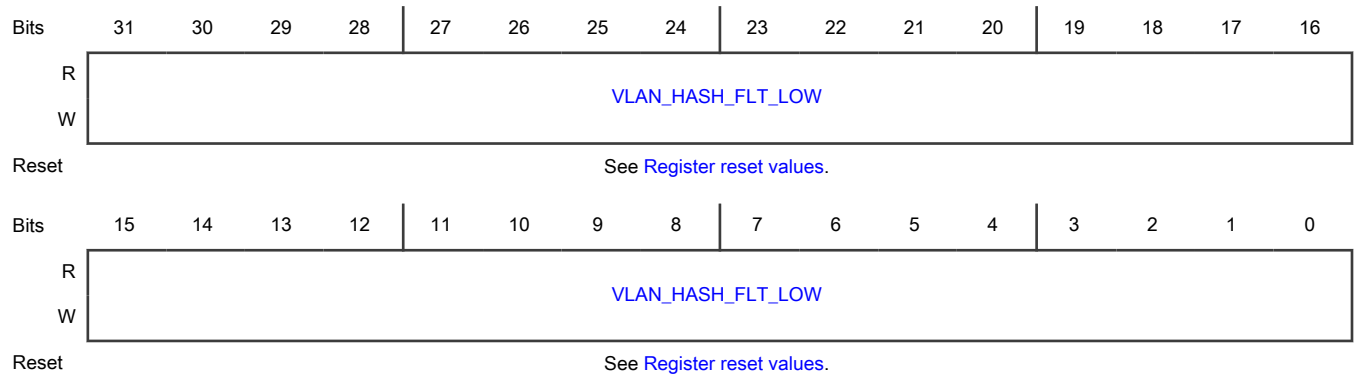 Bits 31 30 29 28 27 26 25 24 23 22 21 20 19 18 17 16
R
VLAN_HASH_FLT_LOW
W
Reset See Register reset values.
Bits 15 14 13 12 11 10 9 8 7 6 5 4 3 2 1 0
R
VLAN_HASH_FLT_LOW
W
Reset See Register reset values.